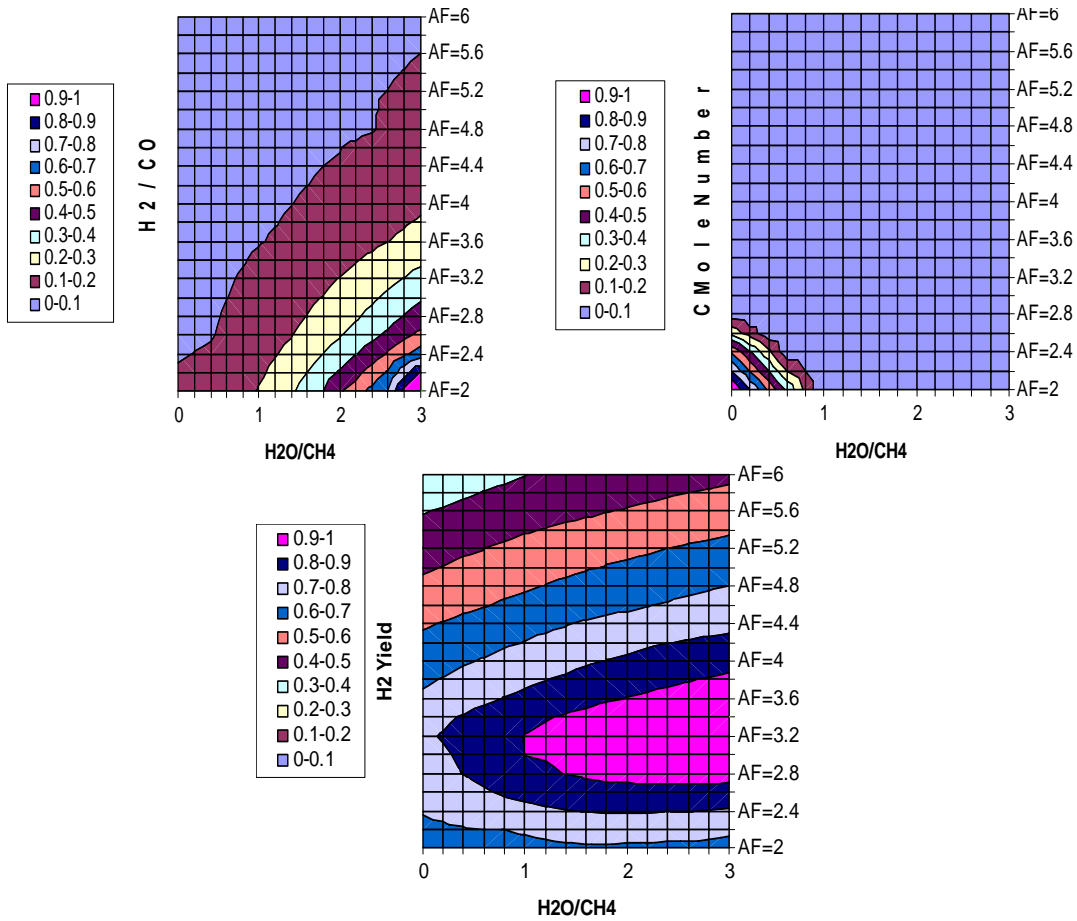 0.9-1
0.8-0.9
0.7-0.8
0.6-0.7
0.5-0.6
0.4-0.5
0.3-0.4
0.2-0.3
0.1-0.2
0-0.1
H2/CO
AF=6
AF=5.6
AF=5.2
AF=4.8
AF=4.4
AF=4
AF=3.6
AF=3.2
AF=2.8
AF=2.4
AF=2
0 1 2 3
H2O/CH4
0.9-1
0.8-0.9
0.7-0.8
0.6-0.7
0.5-0.6
0.4-0.5
0.3-0.4
0.2-0.3
0.1-0.2
0-0.1
C Mole Number
AF=6
AF=5.6
AF=5.2
AF=4.8
AF=4.4
AF=4
AF=3.6
AF=3.2
AF=2.8
AF=2.4
AF=2
0 1 2 3
H2O/CH4
0.9-1
0.8-0.9
0.7-0.8
0.6-0.7
0.5-0.6
0.4-0.5
0.3-0.4
0.2-0.3
0.1-0.2
0-0.1
H2 Yield
AF=6
AF=5.6
AF=5.2
AF=4.8
AF=4.4
AF=4
AF=3.6
AF=3.2
AF=2.8
AF=2.4
AF=2
0 1 2 3
H2O/CH4